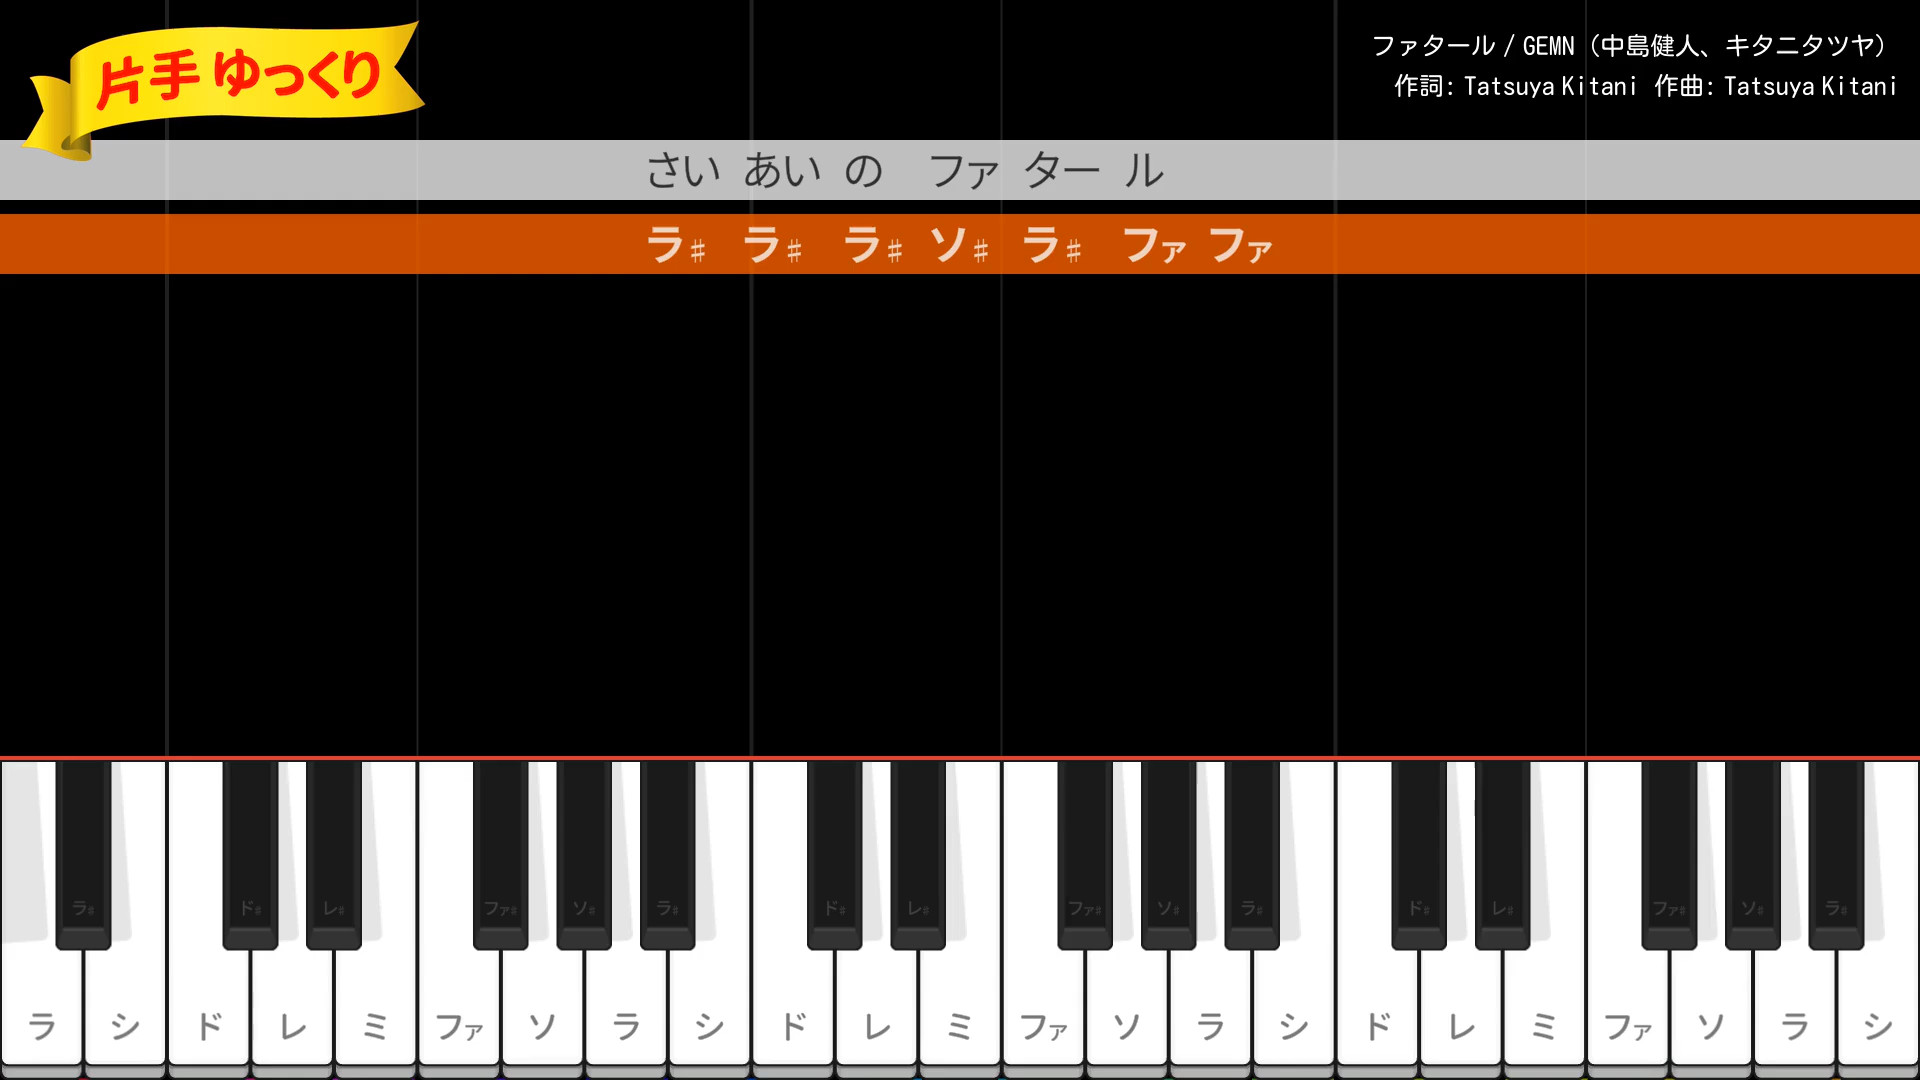 片手 ゆっくり
ファタール / GEMN（中島健人、キタニタツヤ）
作詞: Tatsuya Kitani 作曲: Tatsuya Kitani
さい あい の ファ ター ル
ラ♯ ラ♯ ラ♯ ソ♯ ラ♯ ファ ファ
ラ♯ ド♯ レ♯ ファ♯ ソ♯ ラ♯ ド♯ レ♯ ファ♯ ソ♯ ラ♯ ド♯ レ♯ ファ♯ ソ♯ ラ♯
ラ シ ド レ ミ ファ ソ ラ シ ド レ ミ ファ ソ ラ シ ド レ ミ ファ ソ ラ シ